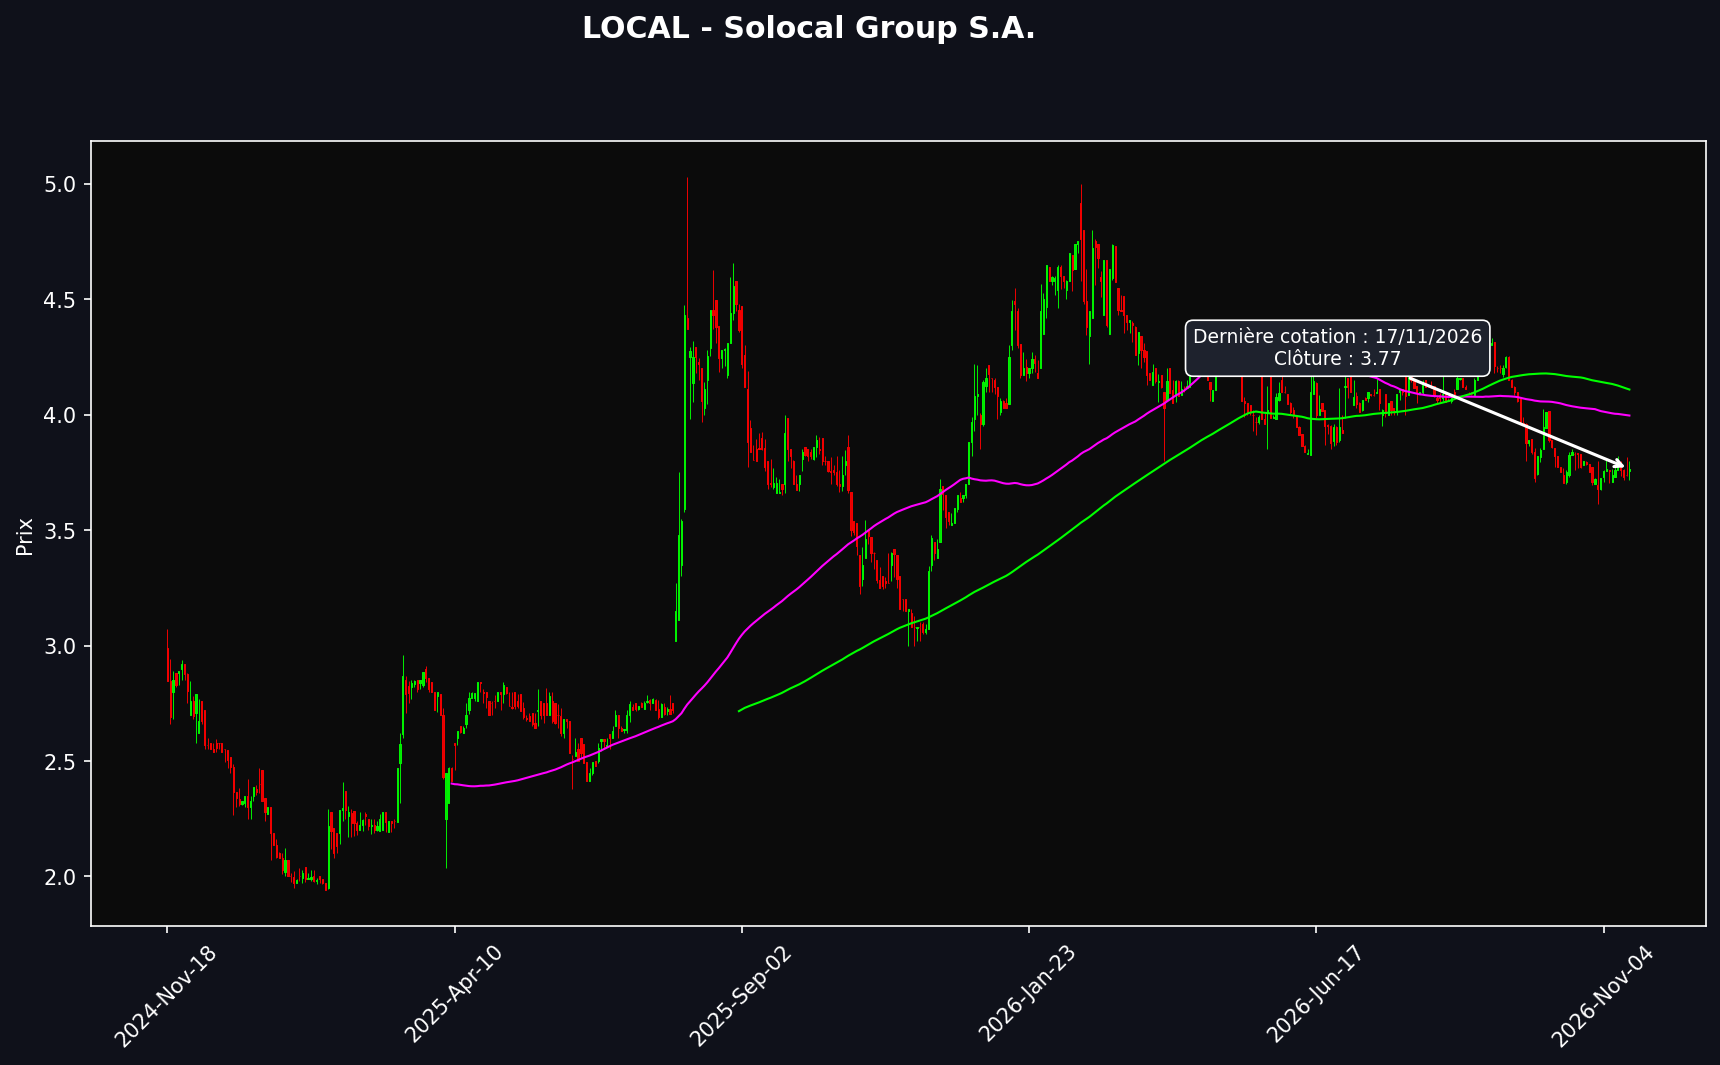 LOCAL - Solocal Group S.A.
5.0
4.5
4.0
3.5
3.0
2.5
2.0
Prix
Dernière cotation : 17/11/2026
Clôture : 3.77
2024-Nov-18
2025-Apr-10
2025-Sep-02
2026-Jan-23
2026-Jun-17
2026-Nov-04